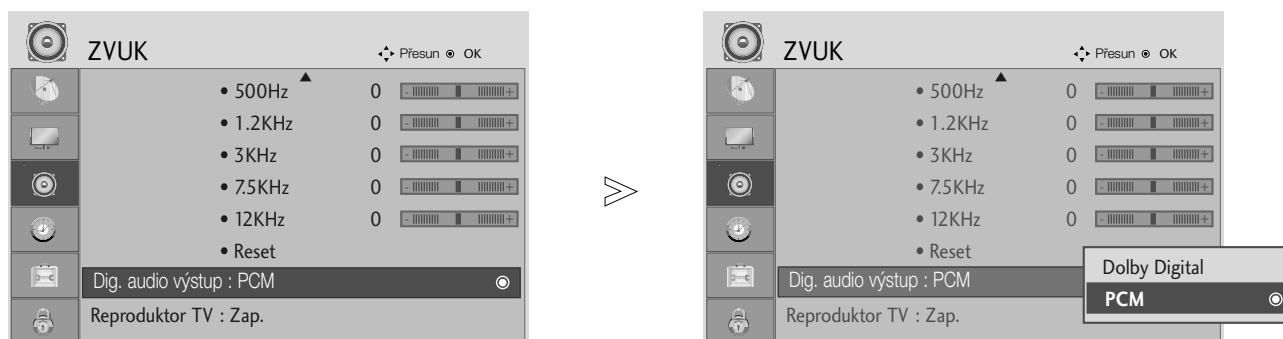 ZVUK
Přesun OK
• 500Hz 0 - +
• 1.2KHz 0 - +
• 3KHz 0 - +
• 7.5KHz 0 - +
• 12KHz 0 - +
• Reset
Dig. audio výstup : PCM
Reproduktor TV : Zap.
ZVUK
Přesun OK
• 500Hz 0 - +
• 1.2KHz 0 - +
• 3KHz 0 - +
• 7.5KHz 0 - +
• 12KHz 0 - +
• Reset
Dig. audio výstup : PCM
Reproduktor TV : Zap.
Dolby Digital
PCM